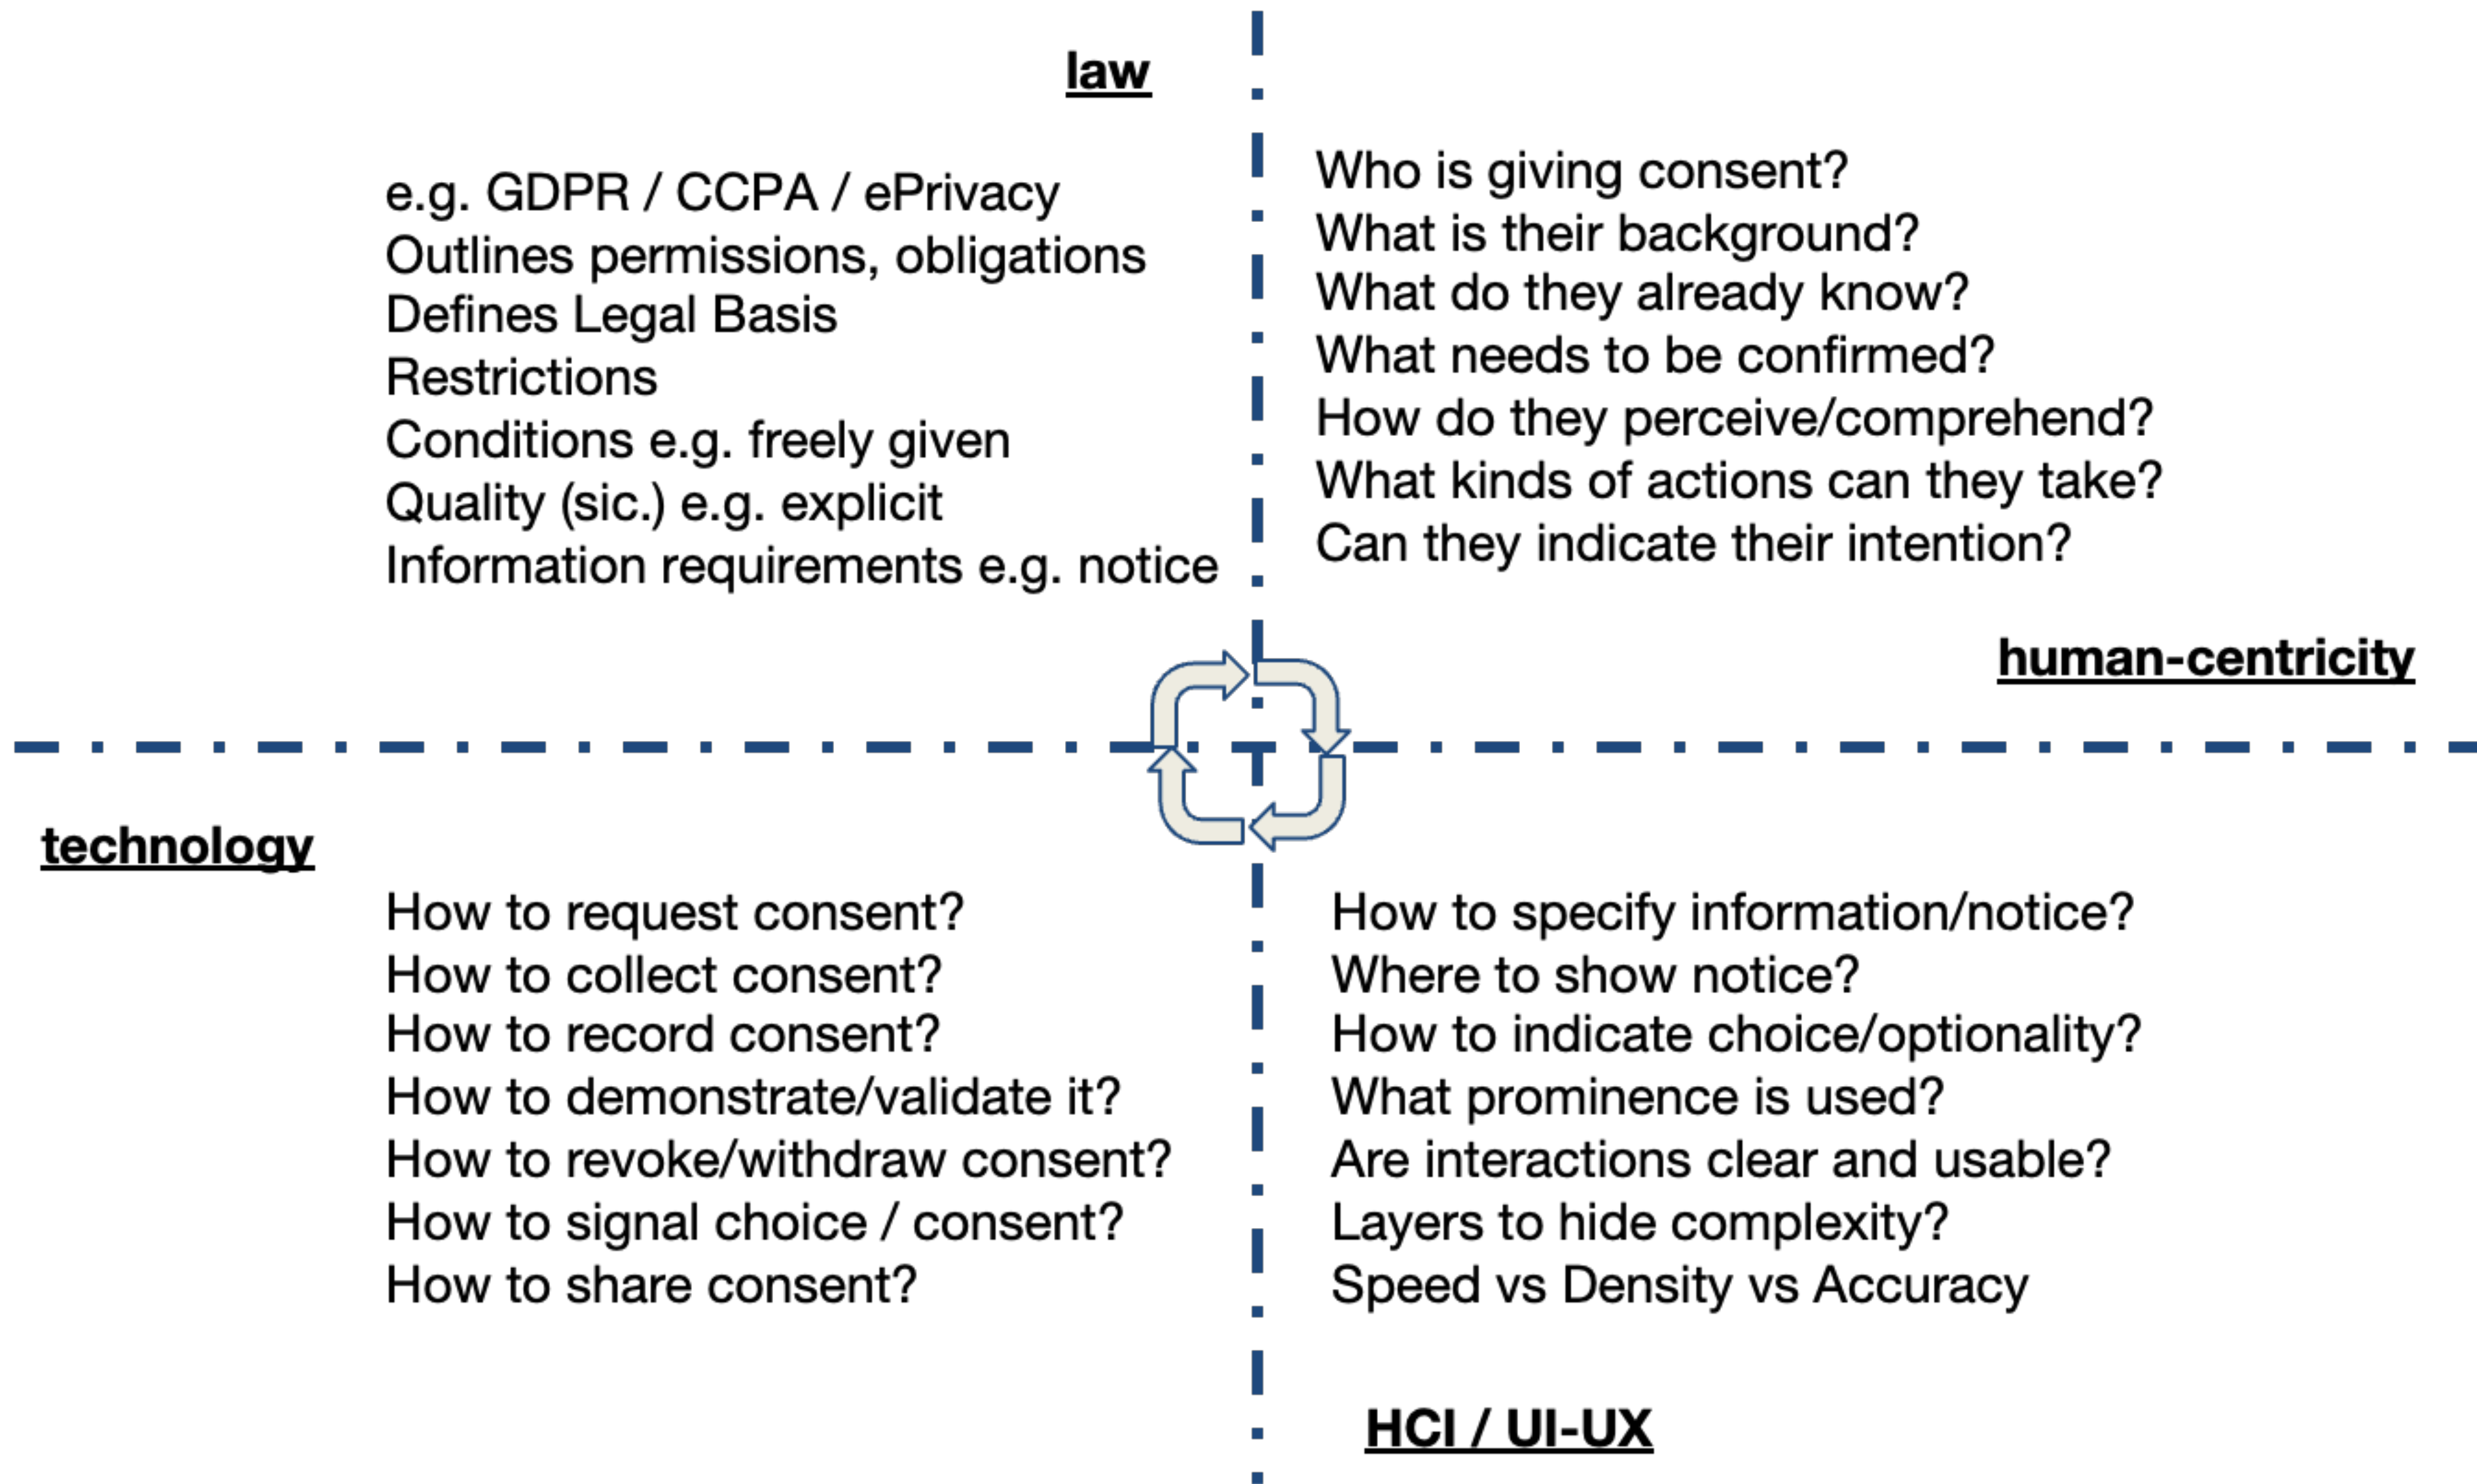 law
e.g. GDPR / CCPA / ePrivacy
Outlines permissions, obligations
Defines Legal Basis
Restrictions
Conditions e.g. freely given
Quality (sic.) e.g. explicit
Information requirements e.g. notice
Who is giving consent?
What is their background?
What do they already know?
What needs to be confirmed?
How do they perceive/comprehend?
What kinds of actions can they take?
Can they indicate their intention?
human-centricity
technology
How to request consent?
How to collect consent?
How to record consent?
How to demonstrate/validate it?
How to revoke/withdraw consent?
How to signal choice / consent?
How to share consent?
How to specify information/notice?
Where to show notice?
How to indicate choice/optionality?
What prominence is used?
Are interactions clear and usable?
Layers to hide complexity?
Speed vs Density vs Accuracy
HCI / UI-UX